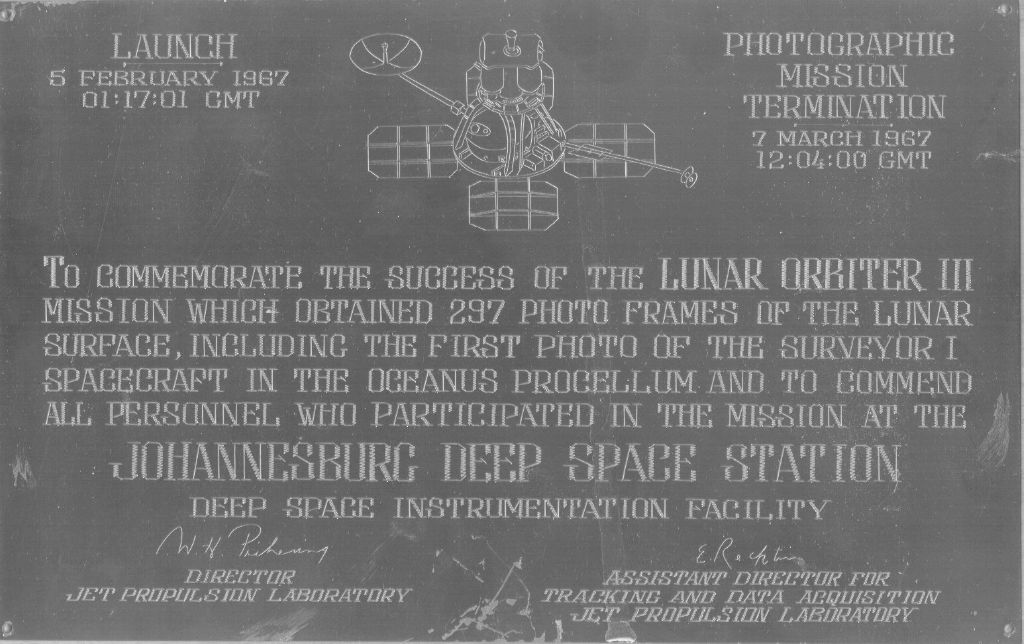 LAUNCH
5 FEBRUARY 1967
01:17:01 GMT
PHOTOGRAPHIC
MISSION
TERMINATION
7 MARCH 1967
12:04:00 GMT
TO COMMEMORATE THE SUCCESS OF THE LUNAR ORBITER III
MISSION WHICH OBTAINED 297 PHOTO FRAMES OF THE LUNAR
SURFACE, INCLUDING THE FIRST PHOTO OF THE SURVEYOR I
SPACECRAFT IN THE OCEANUS PROCELLUM AND TO COMMEND
ALL PERSONNEL WHO PARTICIPATED IN THE MISSION AT THE
JOHANNESBURG DEEP SPACE STATION
DEEP SPACE INSTRUMENTATION FACILITY
W. H. Pickering
DIRECTOR
JET PROPULSION LABORATORY
E. Rechtin
ASSISTANT DIRECTOR FOR
TRACKING AND DATA ACQUISITION
JET PROPULSION LABORATORY